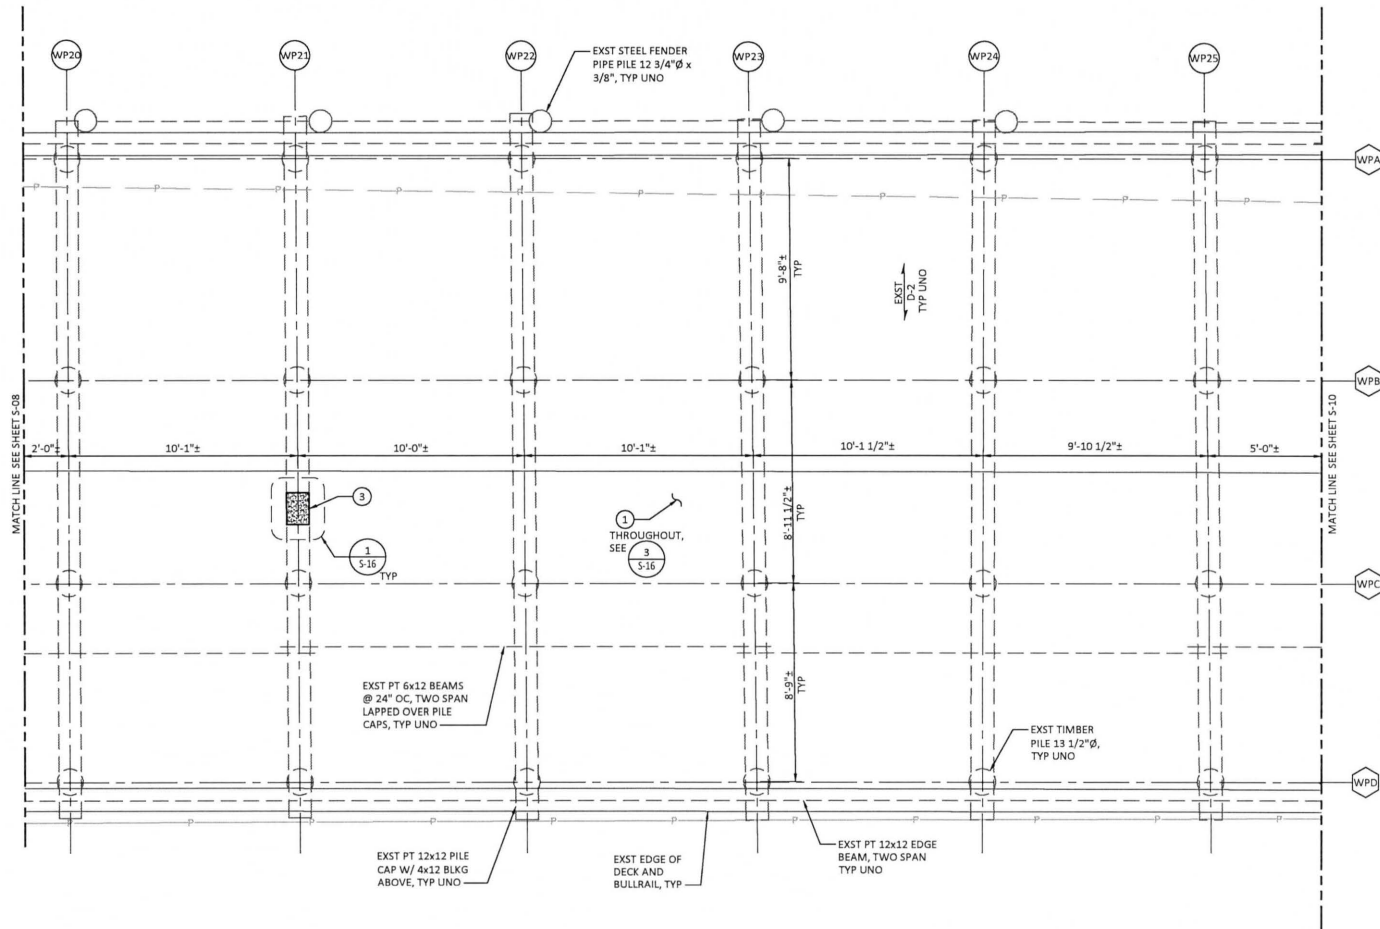 WP20
WP21
WP22
WP23
WP24
WP25
EXST STEEL FENDER
PIPE PILE 12 3/4"Ø x
3/8", TYP UNO
WPA
P P P P P P P P P P P
9'-8"±
TYP
EXST
D-2
TYP UNO
WPB
MATCH LINE SEE SHEET S-08
MATCH LINE SEE SHEET S-10
2'-0"±
10'-1"±
10'-0"±
10'-1"±
10'-1 1/2"±
9'-10 1/2"±
5'-0"±
3
1
S-16
TYP
1
THROUGHOUT,
SEE
3
S-16
8'-11 1/2"±
TYP
WPC
EXST PT 6x12 BEAMS
@ 24" OC, TWO SPAN
LAPPED OVER PILE
CAPS, TYP UNO
8'-9"±
TYP
EXST TIMBER
PILE 13 1/2"Ø,
TYP UNO
WPD
P P P P P P P P P P P
EXST PT 12x12 PILE
CAP W/ 4x12 BLKG
ABOVE, TYP UNO
EXST EDGE OF
DECK AND
BULLRAIL, TYP
EXST PT 12x12 EDGE
BEAM, TWO SPAN
TYP UNO